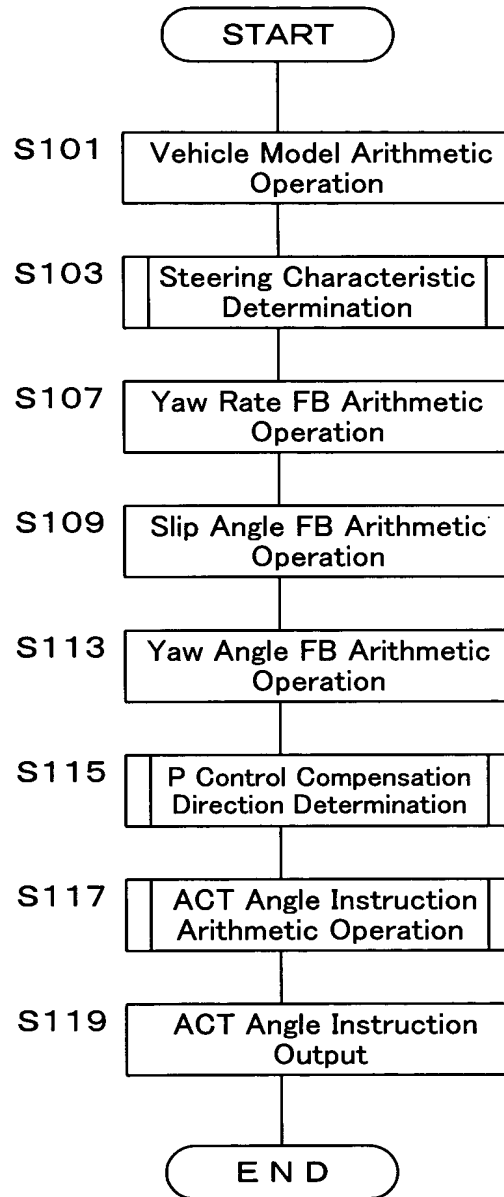 START
S101
Vehicle Model Arithmetic
Operation
S103
Steering Characteristic
Determination
S107
Yaw Rate FB Arithmetic
Operation
S109
Slip Angle FB Arithmetic
Operation
S113
Yaw Angle FB Arithmetic
Operation
S115
P Control Compensation
Direction Determination
S117
ACT Angle Instruction
Arithmetic Operation
S119
ACT Angle Instruction
Output
END